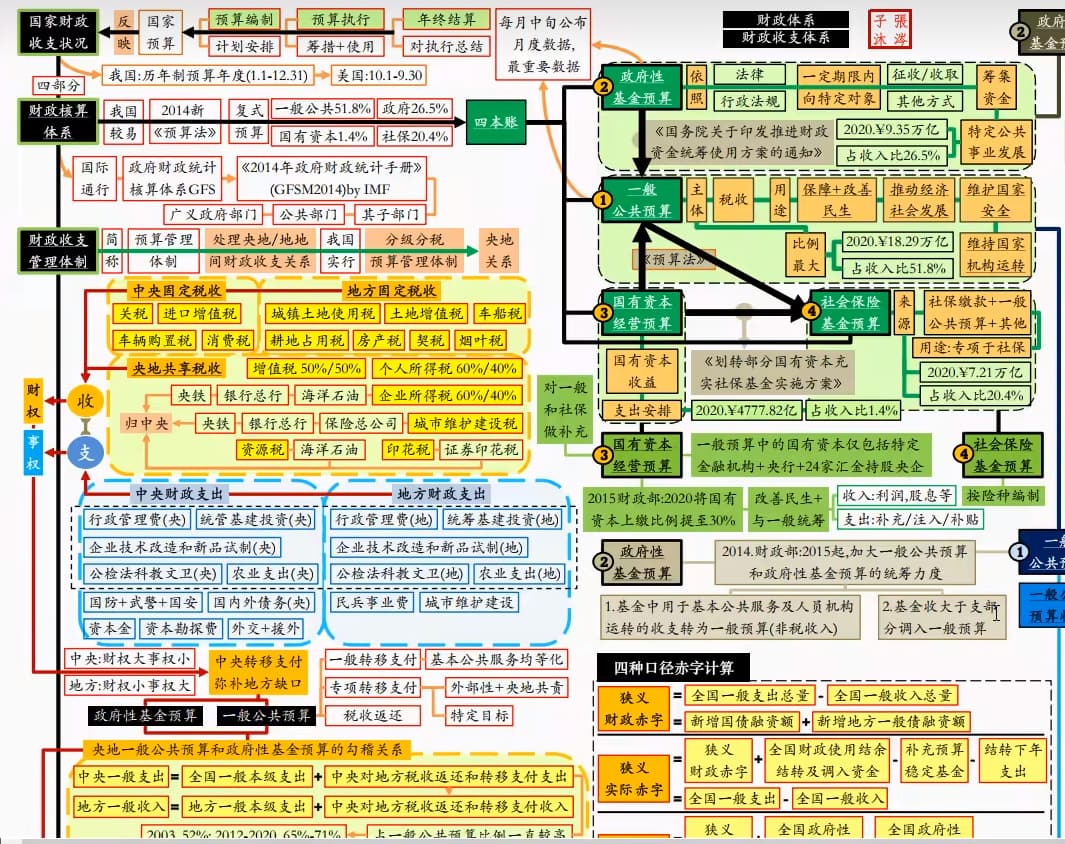 国家财政
收支状况
反映
国家
预算
预算编制
计划安排
预算执行
筹措+使用
年终结算
对执行总结
每月中旬公布
月度数据,
最重要数据
财政体系
财政收支体系
子 張
沐 涔
② 政府
基金预
四部分
我国:历年制预算年度(1.1-12.31)
美国:10.1-9.30
财政核算
体系
我国
较易
2014新
《预算法》
复式
预算
一般公共51.8%
政府26.5%
国有资本1.4%
社保20.4%
四本账
国际
通行
政府财政统计
核算体系GFS
《2014年政府财政统计手册》
(GFSM2014)by IMF
广义政府部门
公共部门
其子部门
财政收支
管理体制
简称
预算管理
体制
处理央地/地地
间财政收支关系
我国
实行
分级分税
预算管理体制
央地
关系
② 政府性
基金预算
依照
法律
行政法规
一定期限内
向特定对象
征收/收取
其他方式
筹集
资金
《国务院关于印发推进财政
资金统筹使用方案的通知》
2020.¥9.35万亿
占收入比26.5%
特定公共
事业发展
① 一般
公共预算
主体
税收
用途
保障+改善
民生
推动经济
社会发展
维护国家
安全
《预算法》
比例
最大
2020.¥18.29万亿
占收入比51.8%
维持国家
机构运转
③ 国有资本
经营预算
④ 社会保险
基金预算
来源
社保缴款+一般
公共预算+其他
用途:专项于社保
国有资本
收益
《划转部分国有资本充
实社保基金实施方案》
2020.¥7.21万亿
占收入比20.4%
支出安排
2020.¥4777.82亿
占收入比1.4%
对一般
和社保
做补充
③ 国有资本
经营预算
一般预算中的国有资本仅包括特定
金融机构+央行+24家汇金持股央企
④ 社会保险
基金预算
2015财政部:2020将国有
资本上缴比例提至30%
改善民生+
与一般统筹
收入:利润,股息等
支出:补充/注入/补贴
按险种编制
中央固定税收
关税
进口增值税
车辆购置税
消费税
地方固定税收
城镇土地使用税
土地增值税
车船税
耕地占用税
房产税
契税
烟叶税
央地共享税收
增值税 50%/50%
个人所得税 60%/40%
归中央
央铁
银行总行
海洋石油
企业所得税 60%/40%
央铁
银行总行
保险总公司
城市维护建设税
资源税
海洋石油
印花税
证券印花税
财权
事权
收
支
中央财政支出
行政管理费(央)
统管基建投资(央)
企业技术改造和新品试制(央)
公检法科教文卫(央)
农业支出(央)
国防+武警+国安
国内外债务(央)
资本金
资本勘探费
外交+援外
地方财政支出
行政管理费(地)
统筹基建投资(地)
企业技术改造和新品试制(地)
公检法科教文卫(地)
农业支出(地)
民兵事业费
城市维护建设
② 政府性
基金预算
2014.财政部:2015起,加大一般公共预算
和政府性基金预算的统筹力度
① 一般
公共预
一般公
预算收
1.基金中用于基本公共服务及人员机构
运转的收支转为一般预算(非税收入)
2.基金收大于支部
分调入一般预算
中央:财权大事权小
地方:财权小事权大
中央转移支付
弥补地方缺口
一般转移支付
基本公共服务均等化
专项转移支付
外部性+央地共责
税收返还
特定目标
政府性基金预算
一般公共预算
央地一般公共预算和政府性基金预算的勾稽关系
中央一般支出=全国一般本级支出+中央对地方税收返还和转移支付支出
地方一般收入=地方一般本级支出+中央对地方税收返还和转移支付收入
2003. 52%; 2012-2020. 65%-71%
占一般公共预算比例一直较高
四种口径赤字计算
狭义
财政赤字
=全国一般支出总量-全国一般收入总量
=新增国债融资额+新增地方一般债融资额
狭义
实际赤字
=狭义
财政赤字
+全国财政使用结余
结转及调入资金
-补充预算
稳定基金
-结转下年
支出
=全国一般支出-全国一般收入
狭义
全国政府性
全国政府性